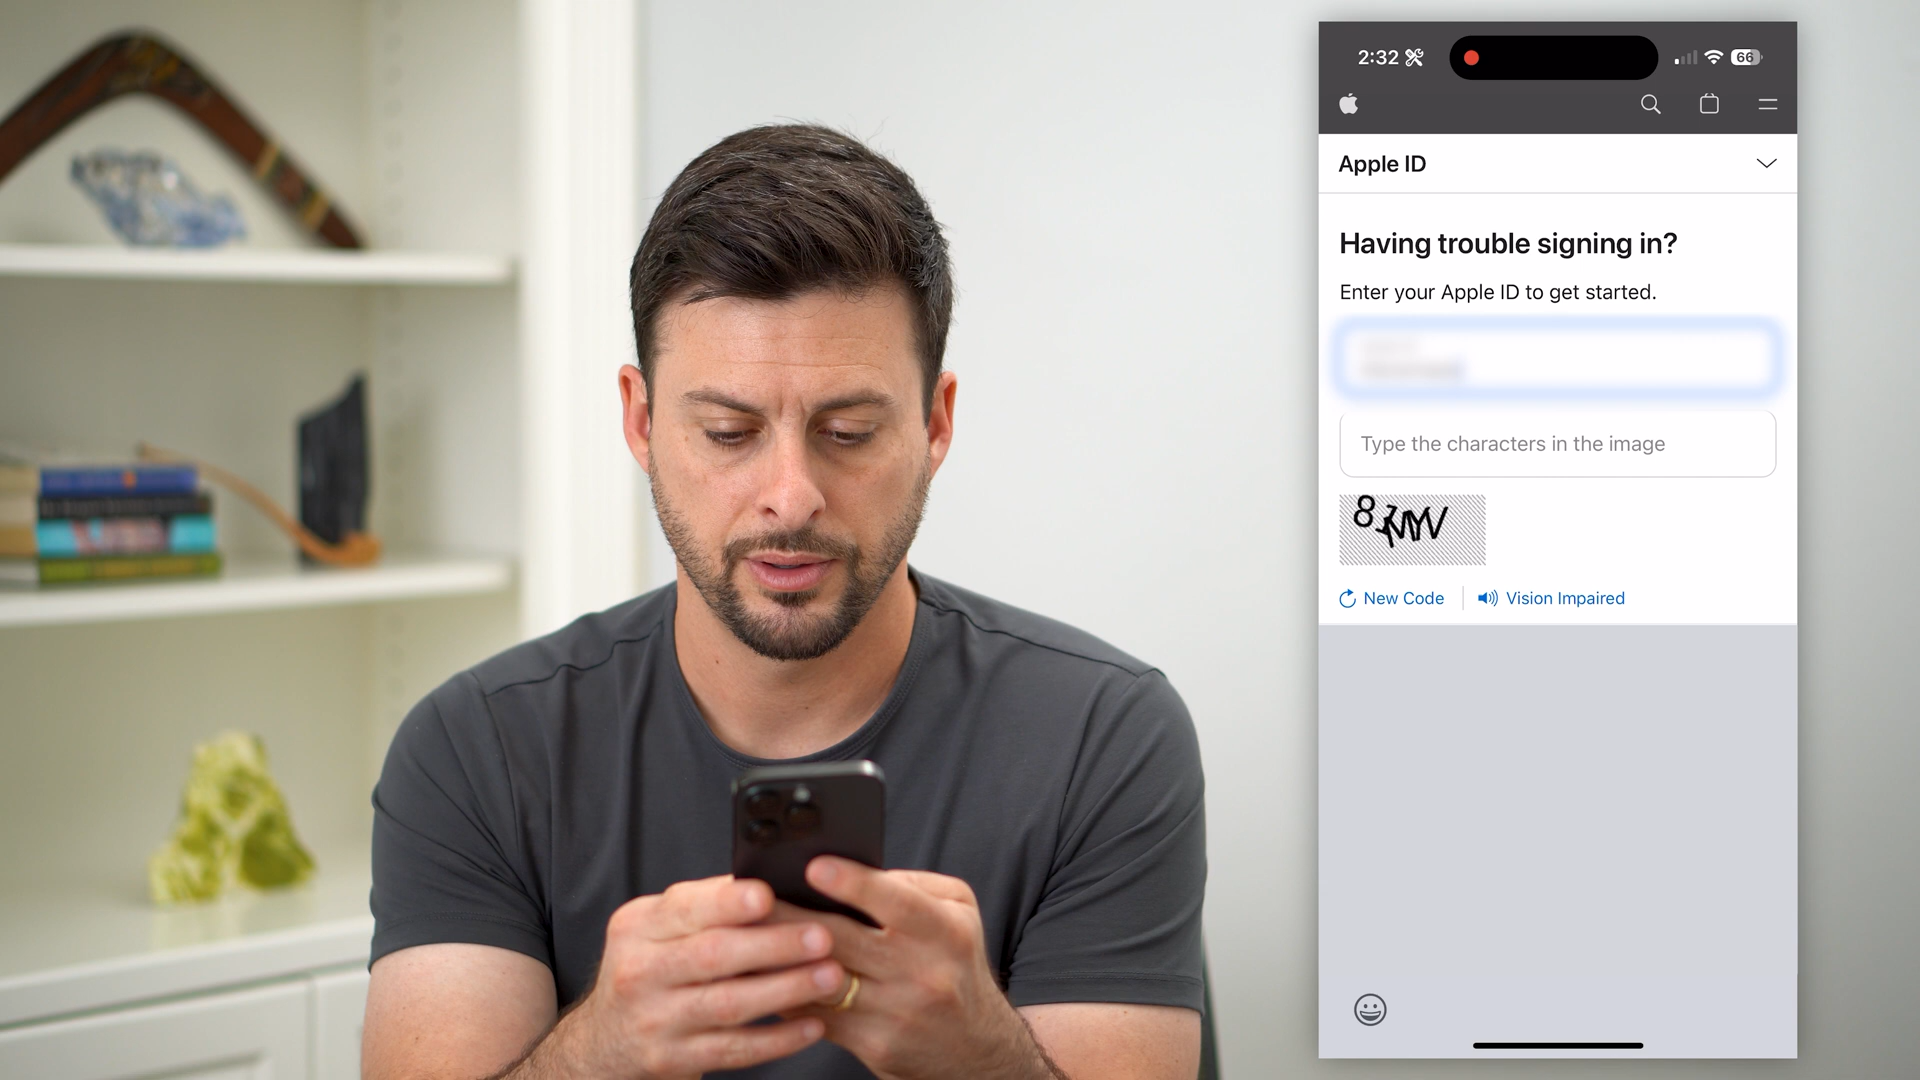 2:32
66
Apple ID
Having trouble signing in?
Enter your Apple ID to get started.
Type the characters in the image
New Code
Vision Impaired